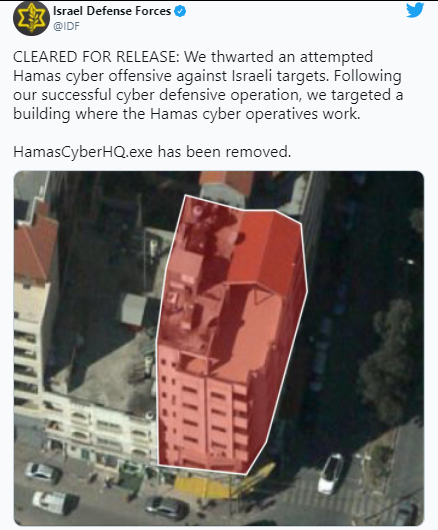 Israel Defense Forces
@IDF
CLEARED FOR RELEASE: We thwarted an attempted
Hamas cyber offensive against Israeli targets. Following
our successful cyber defensive operation, we targeted a
building where the Hamas cyber operatives work.
HamasCyberHQ.exe has been removed.